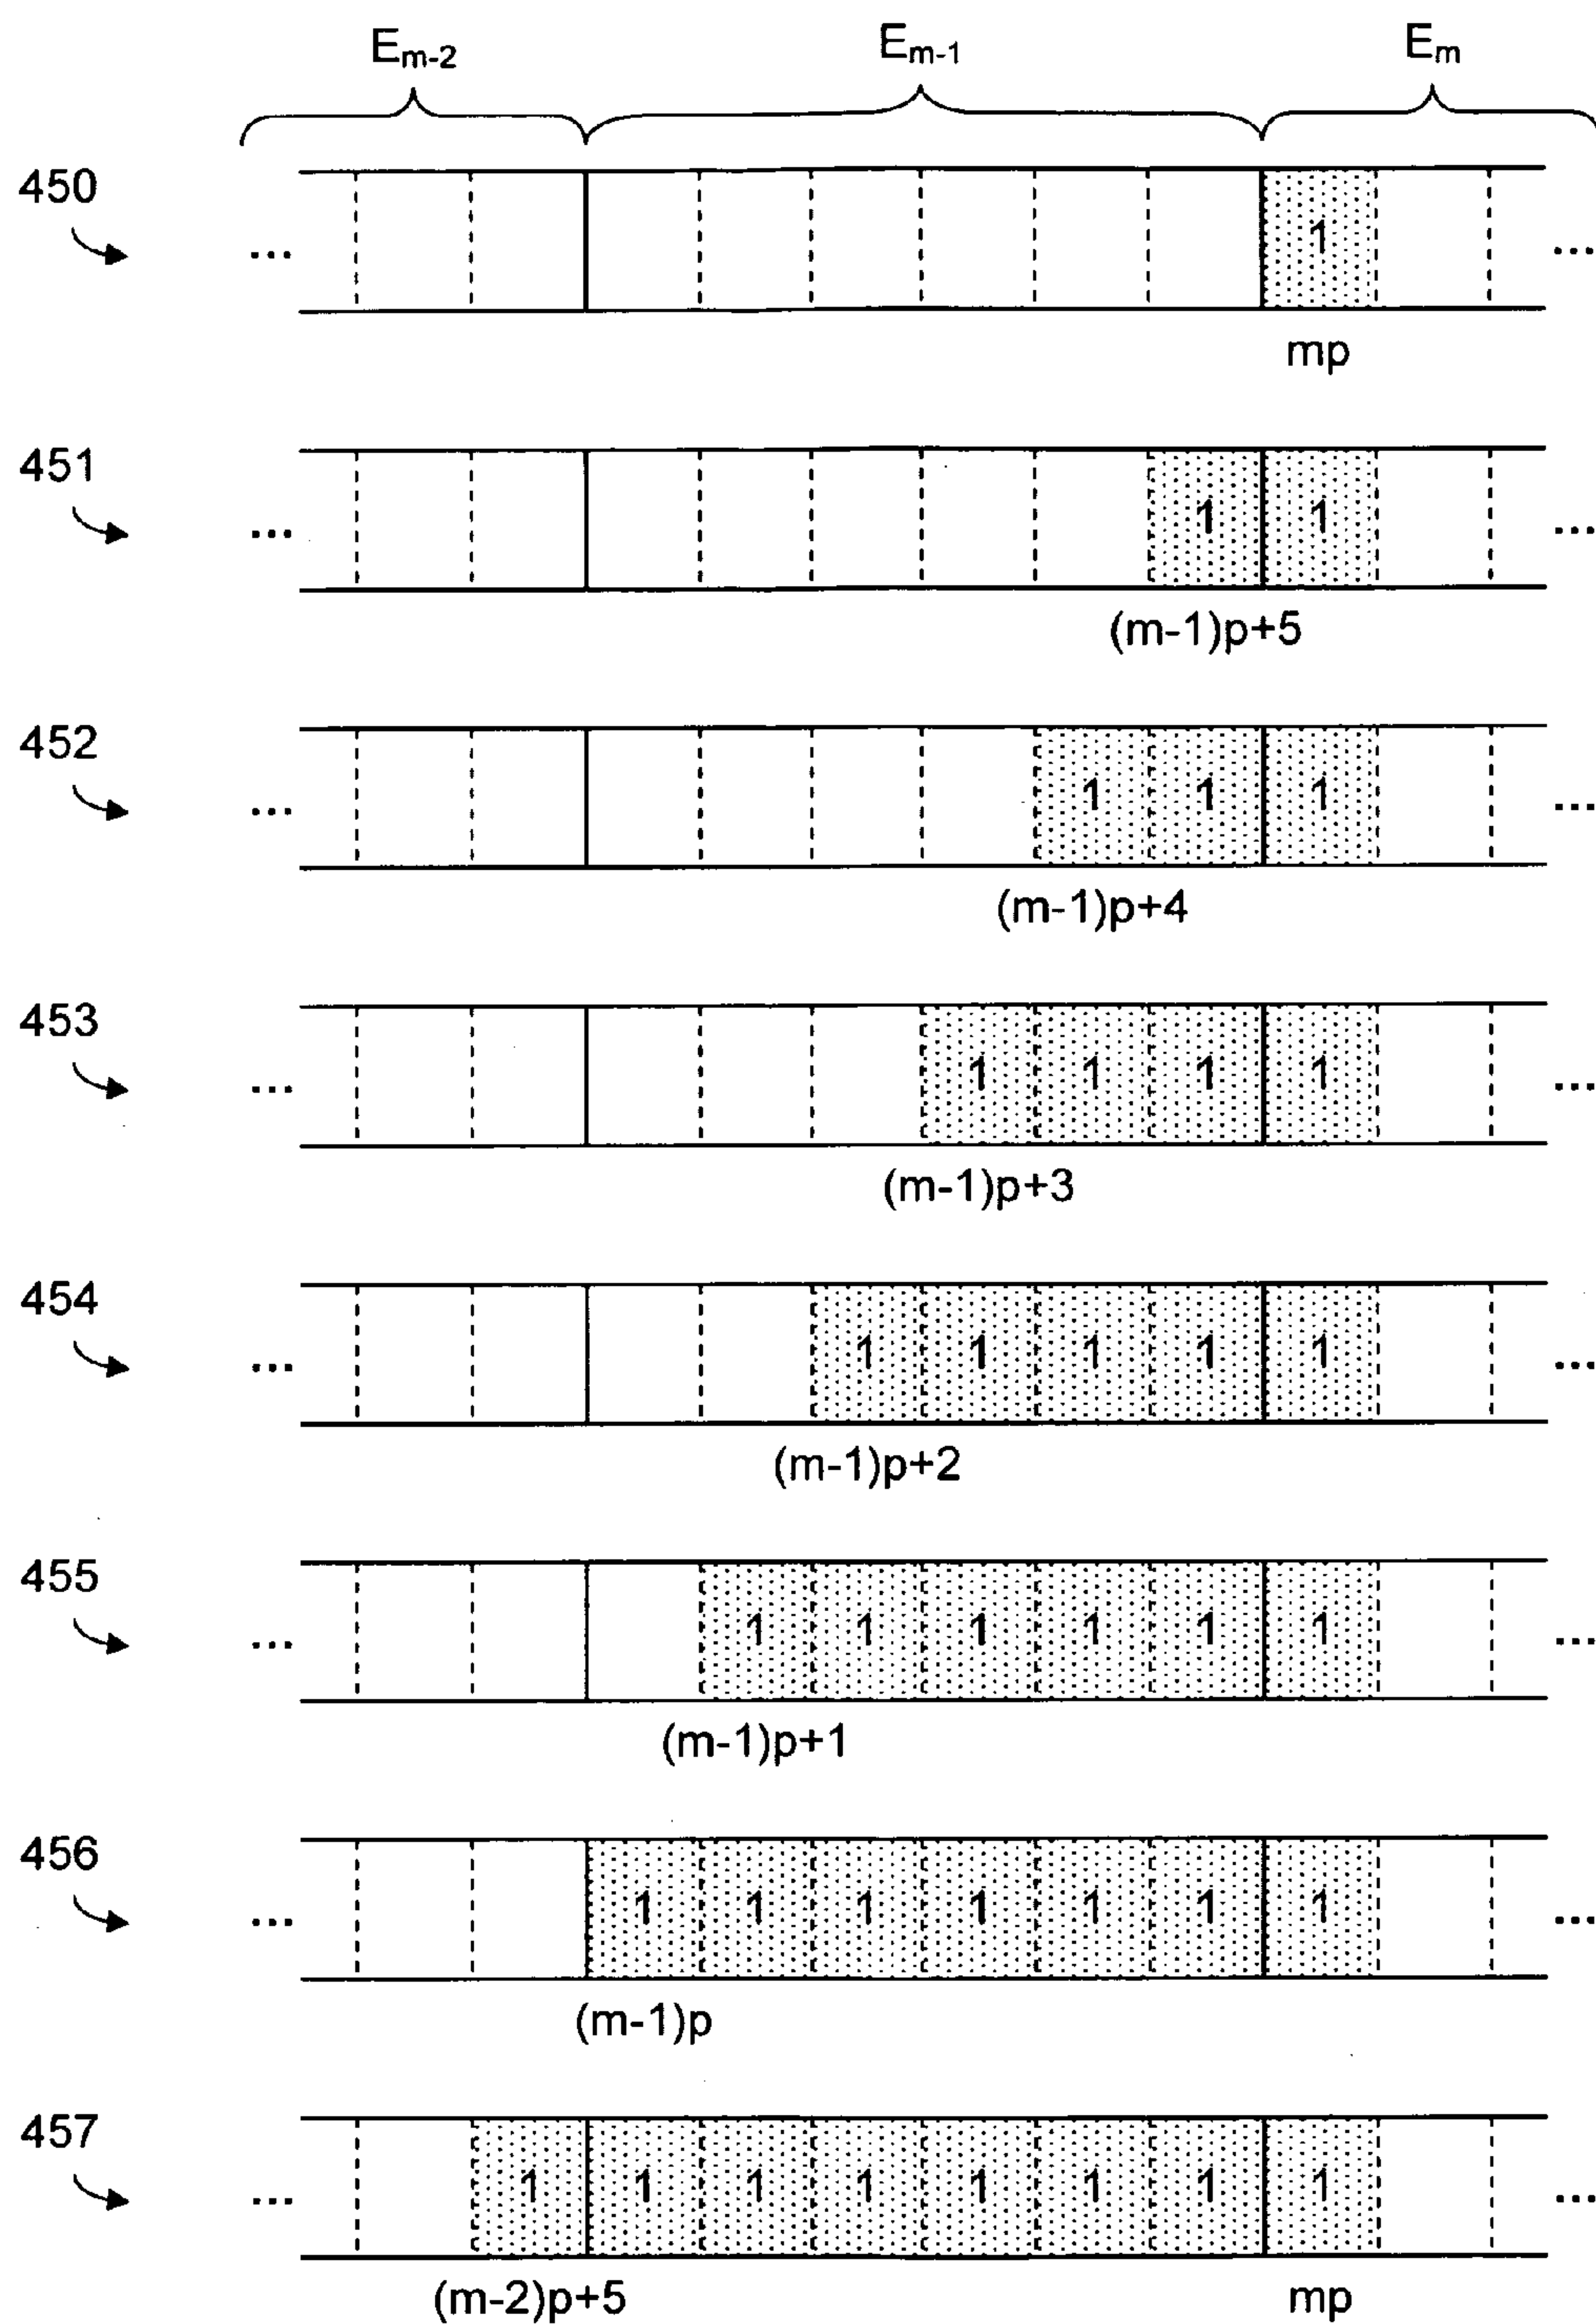 E_{m-2} E_{m-1} E_m
450
... 1 ...
mp
451
... 1 1 ...
(m-1)p+5
452
... 1 1 1 ...
(m-1)p+4
453
... 1 1 1 1 ...
(m-1)p+3
454
... 1 1 1 1 1 ...
(m-1)p+2
455
... 1 1 1 1 1 1 ...
(m-1)p+1
456
... 1 1 1 1 1 1 1 ...
(m-1)p
457
... 1 1 1 1 1 1 1 1 ...
(m-2)p+5 mp